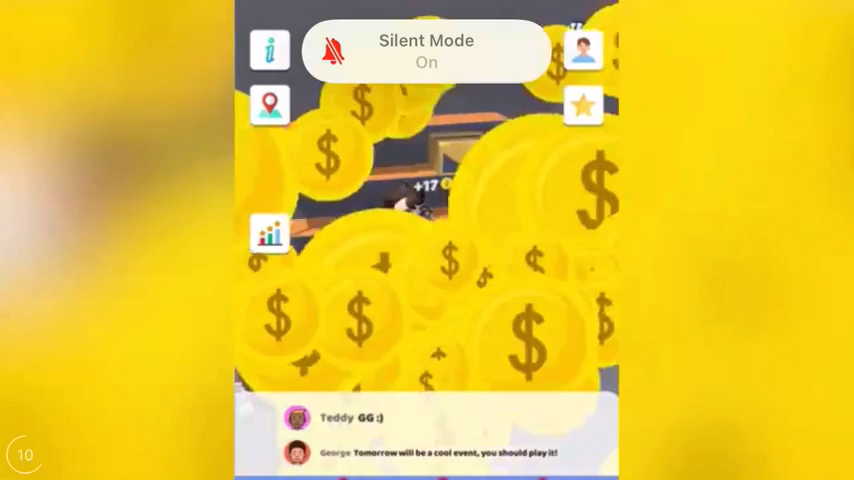 Silent Mode
On
+17
Teddy GG :)
George Tomorrow will be a cool event, you should play it!
10